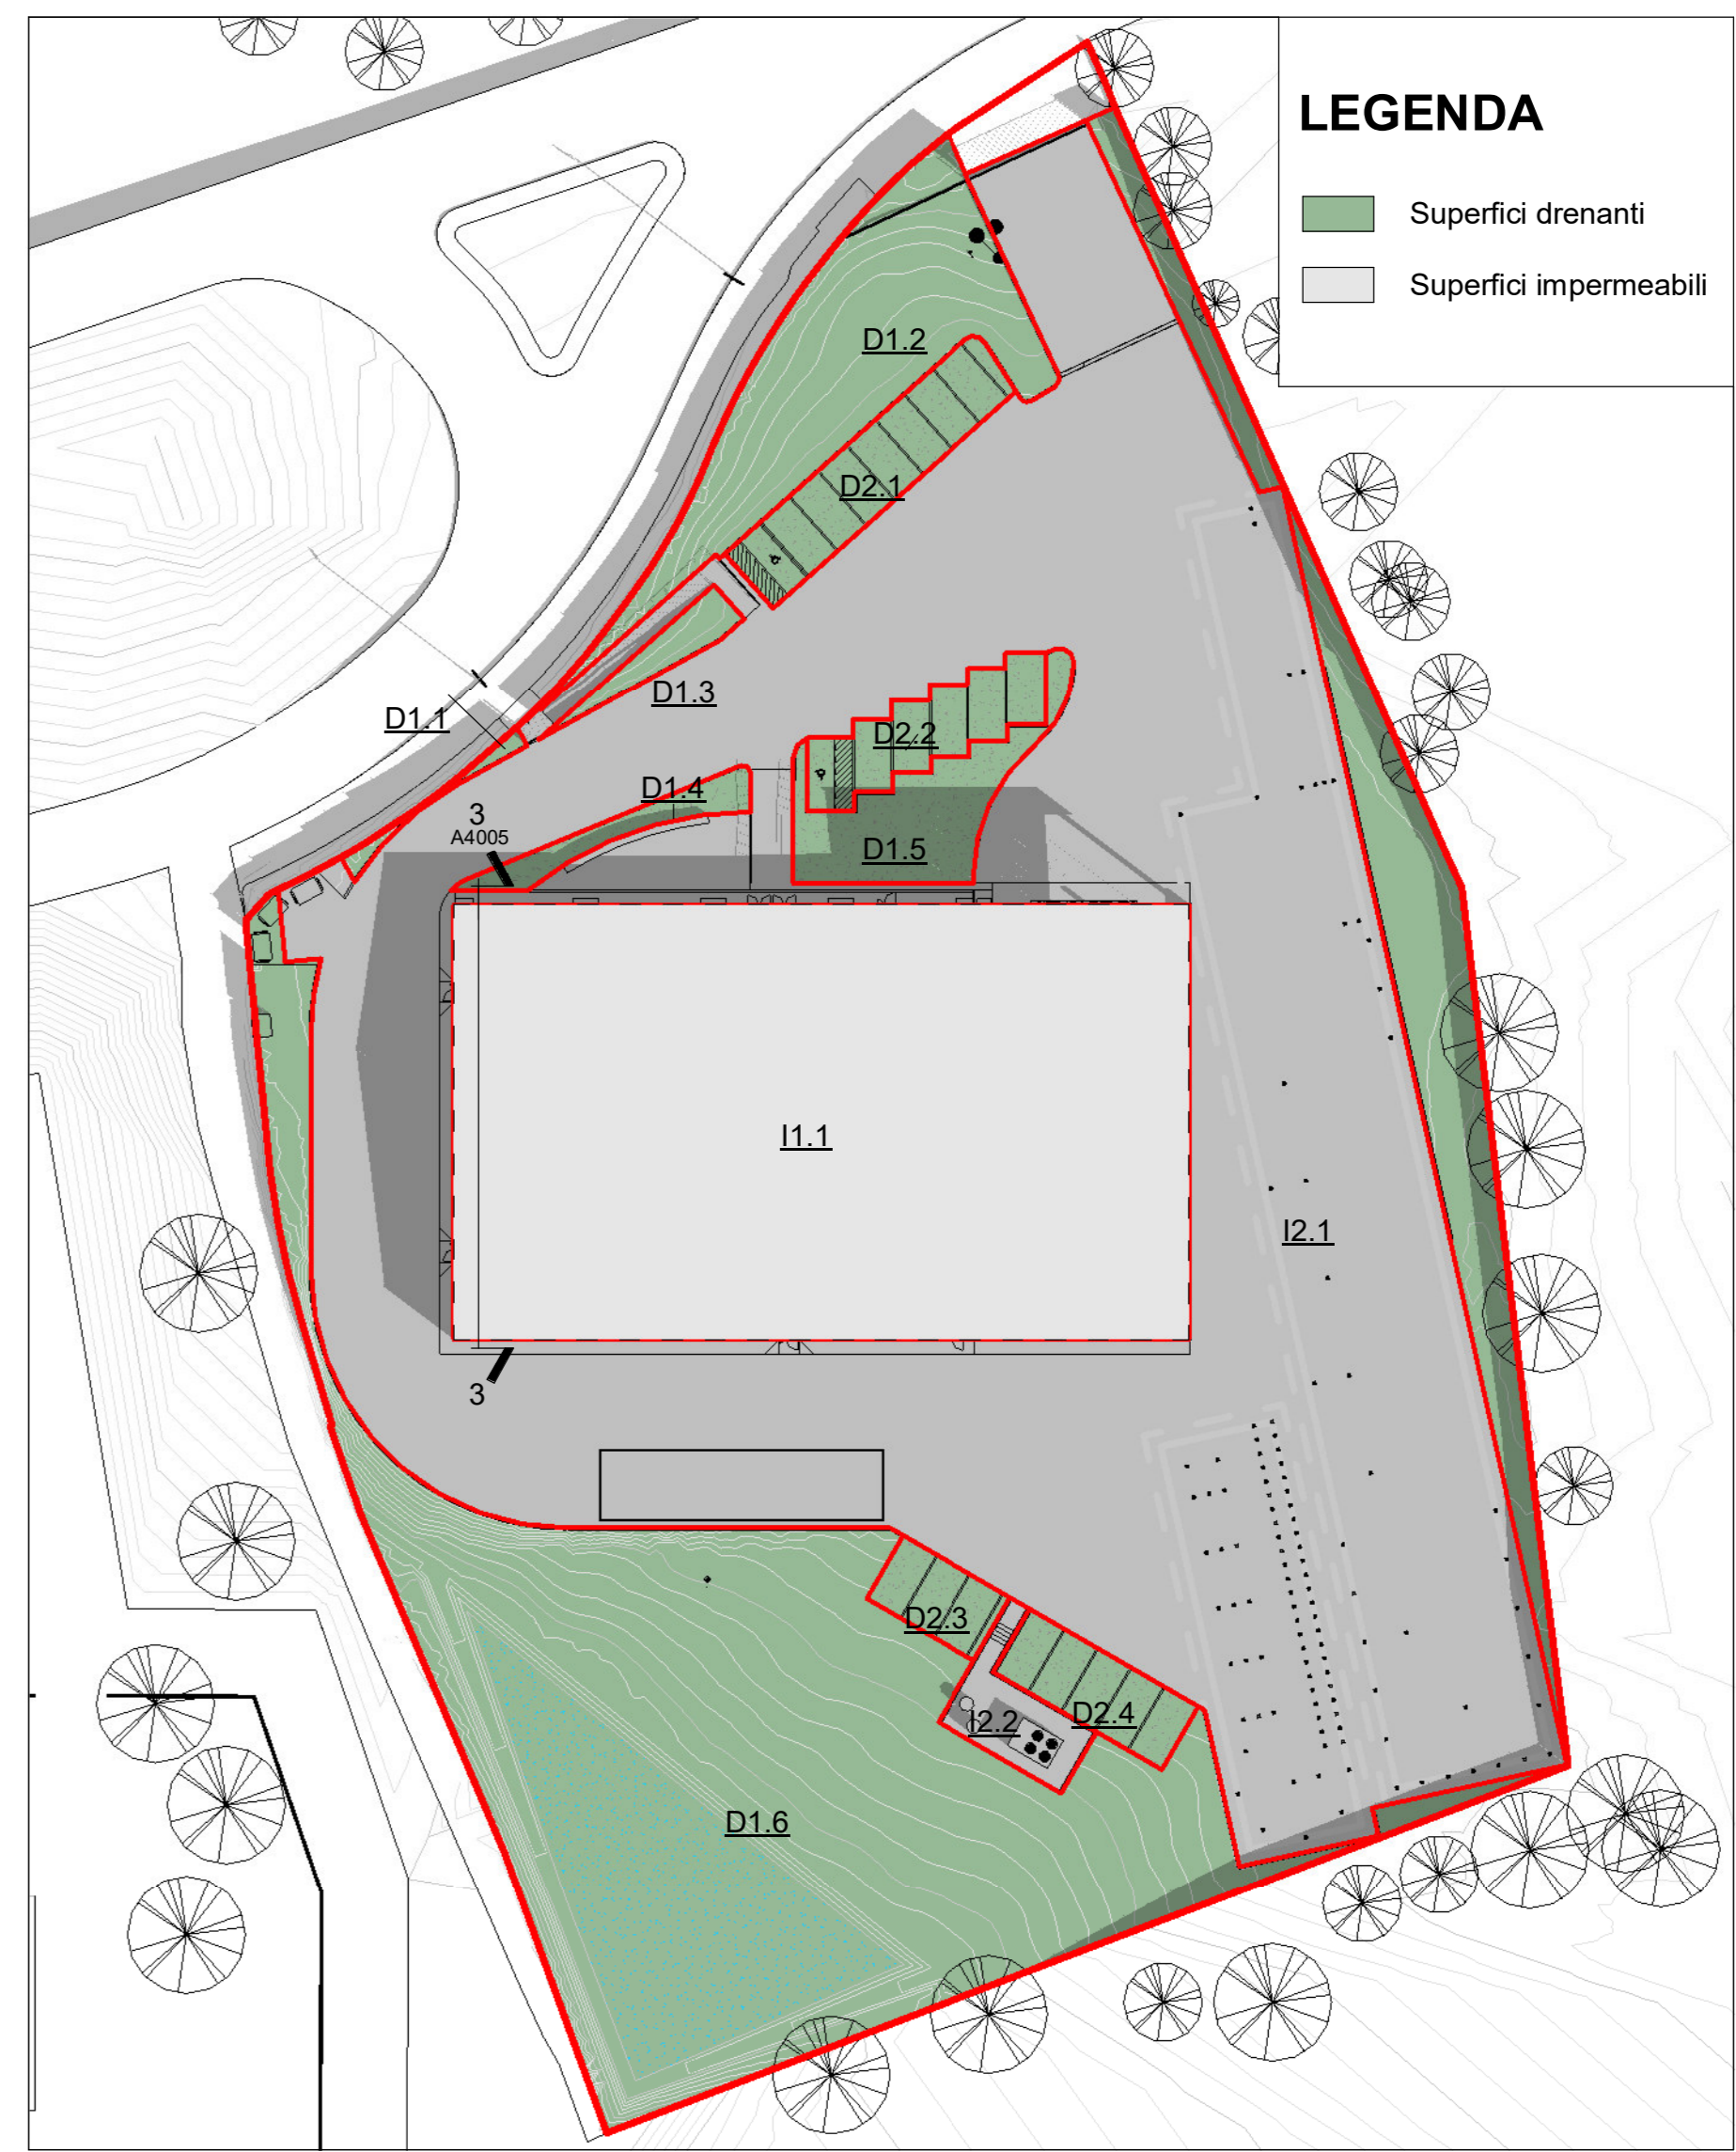 LEGENDA
Superfici drenanti
Superfici impermeabili
D1.2
D2.1
D1.3
D1.1
D2.2
D1.4
3
A4005
D1.5
I1.1
I2.1
3
D2.3
D2.4
I2.2
D1.6